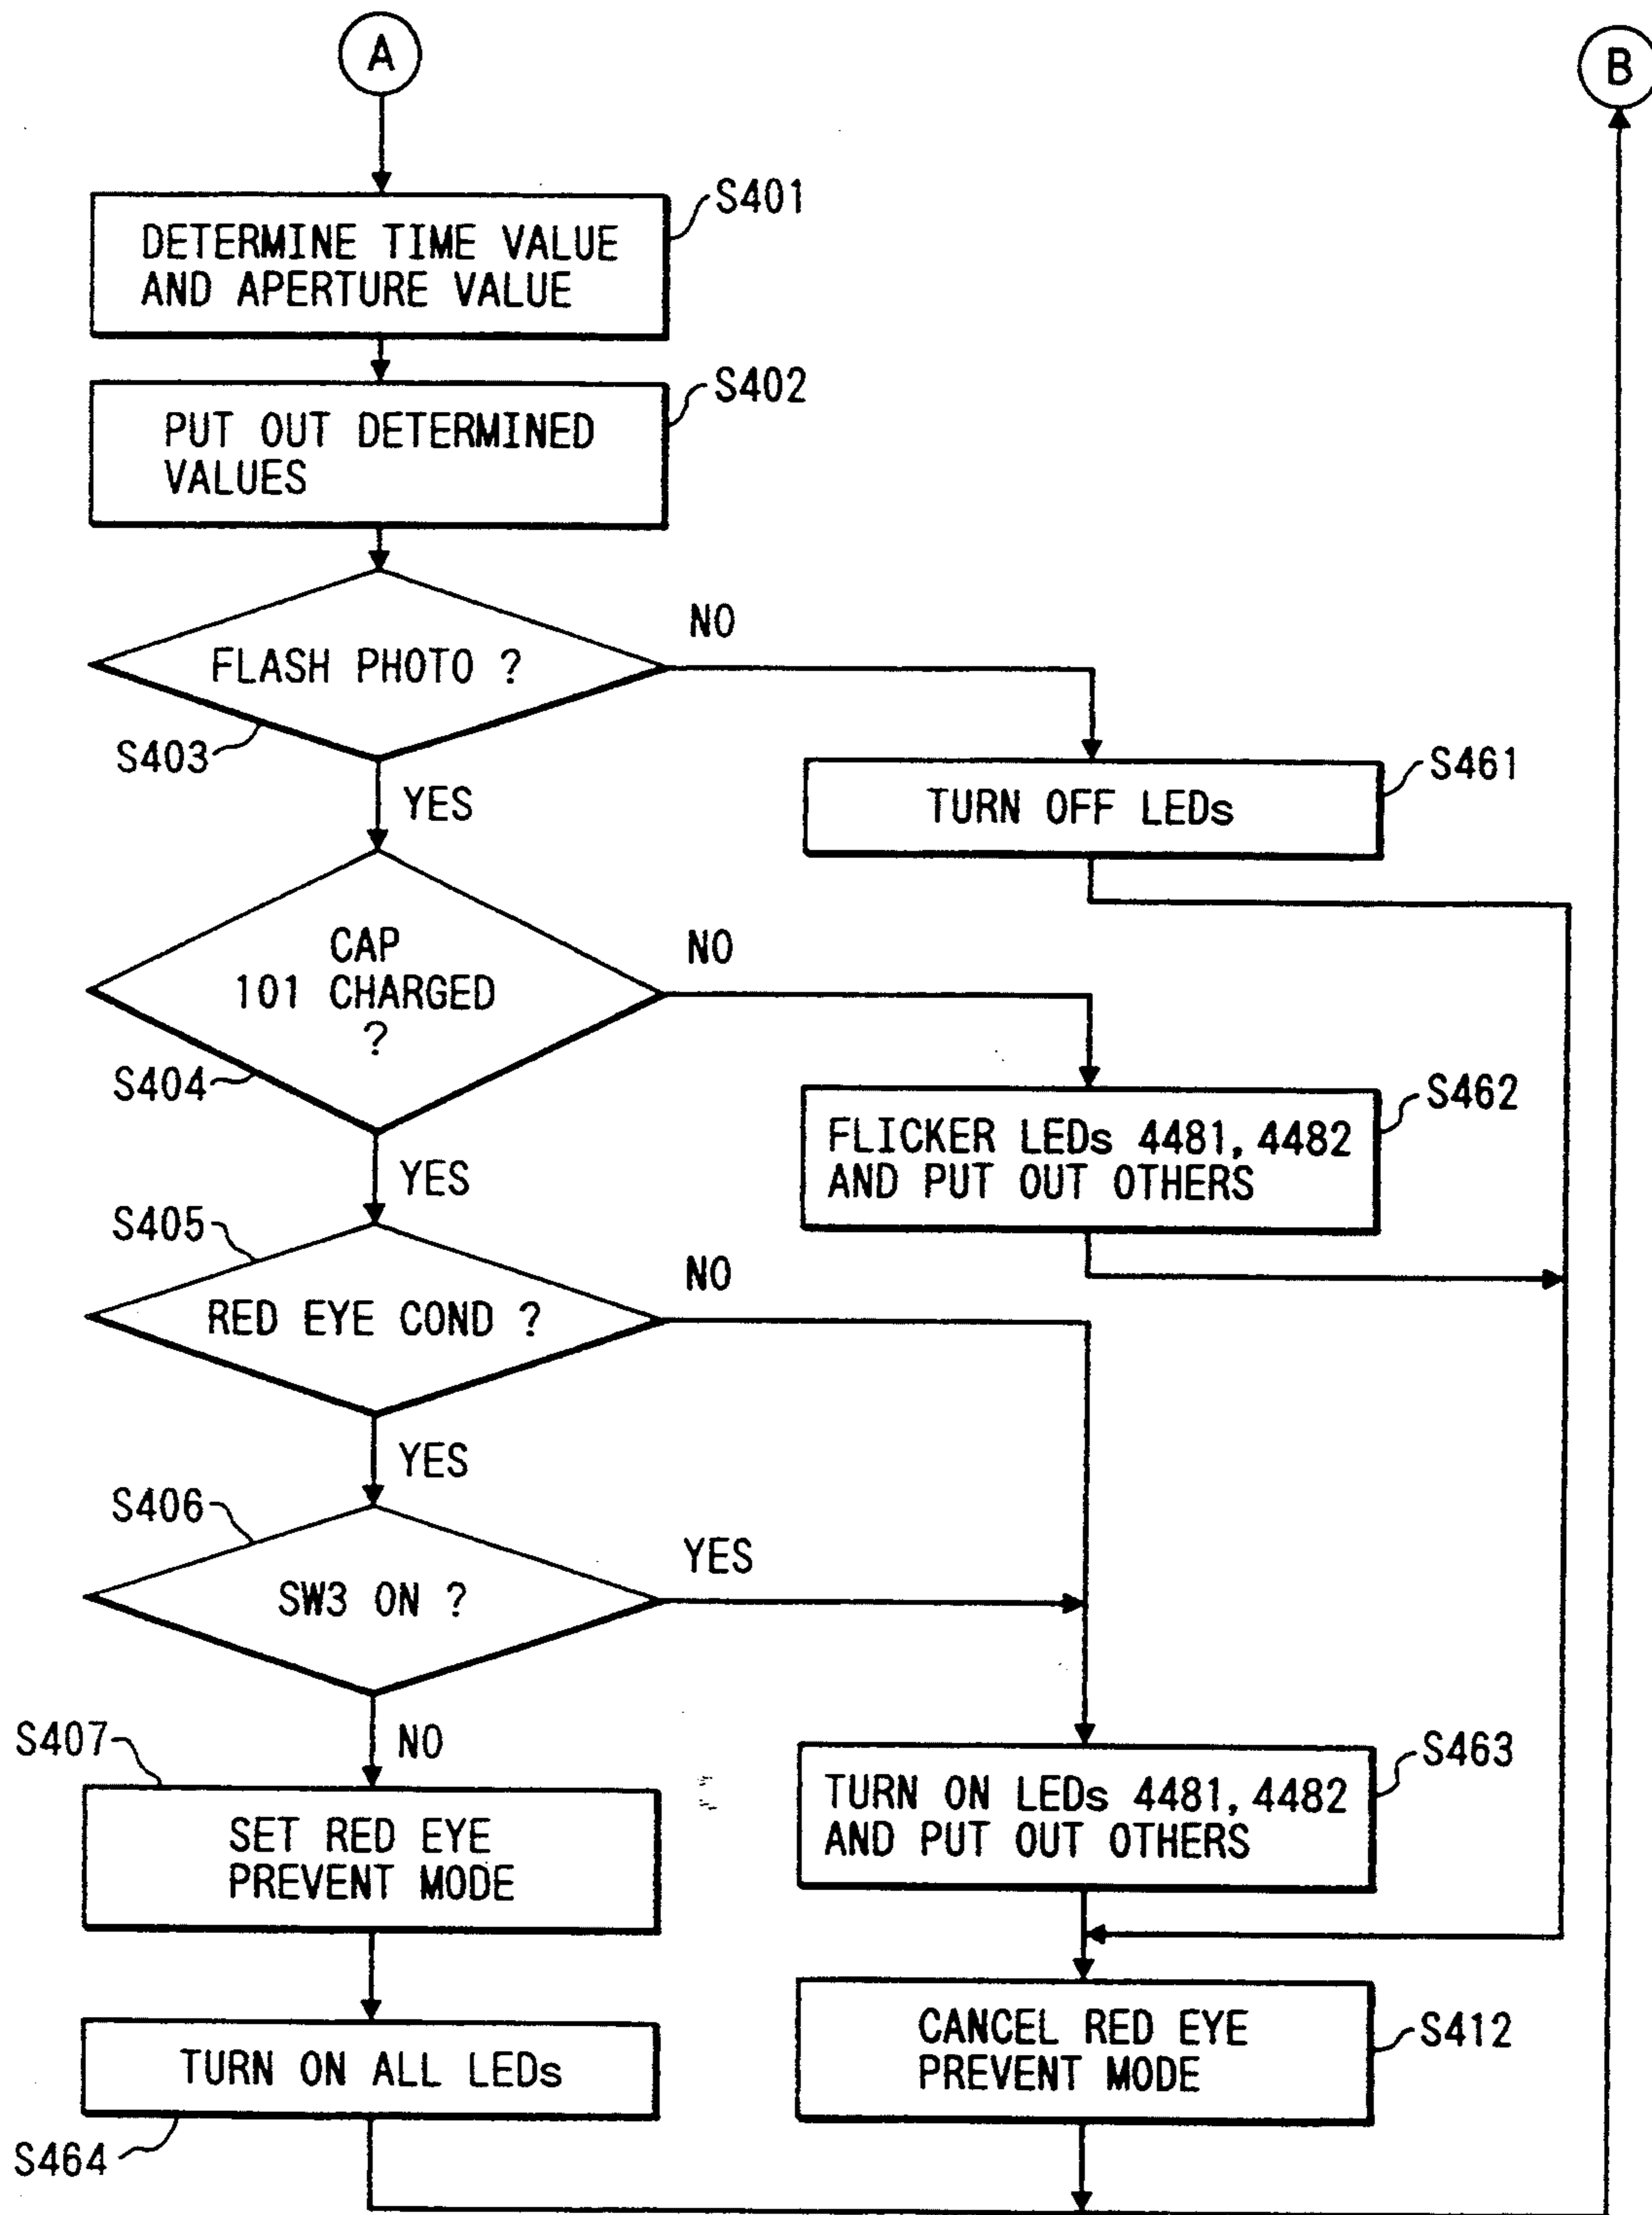 A
B
S401
DETERMINE TIME VALUE
AND APERTURE VALUE
S402
PUT OUT DETERMINED
VALUES
FLASH PHOTO ?
NO
S403
YES
S461
TURN OFF LEDs
CAP
101 CHARGED
?
NO
S404
YES
S462
FLICKER LEDs 4481, 4482
AND PUT OUT OTHERS
S405
RED EYE COND ?
NO
YES
S406
SW3 ON ?
YES
NO
S407
SET RED EYE
PREVENT MODE
S463
TURN ON LEDs 4481, 4482
AND PUT OUT OTHERS
TURN ON ALL LEDs
S464
CANCEL RED EYE
PREVENT MODE
S412